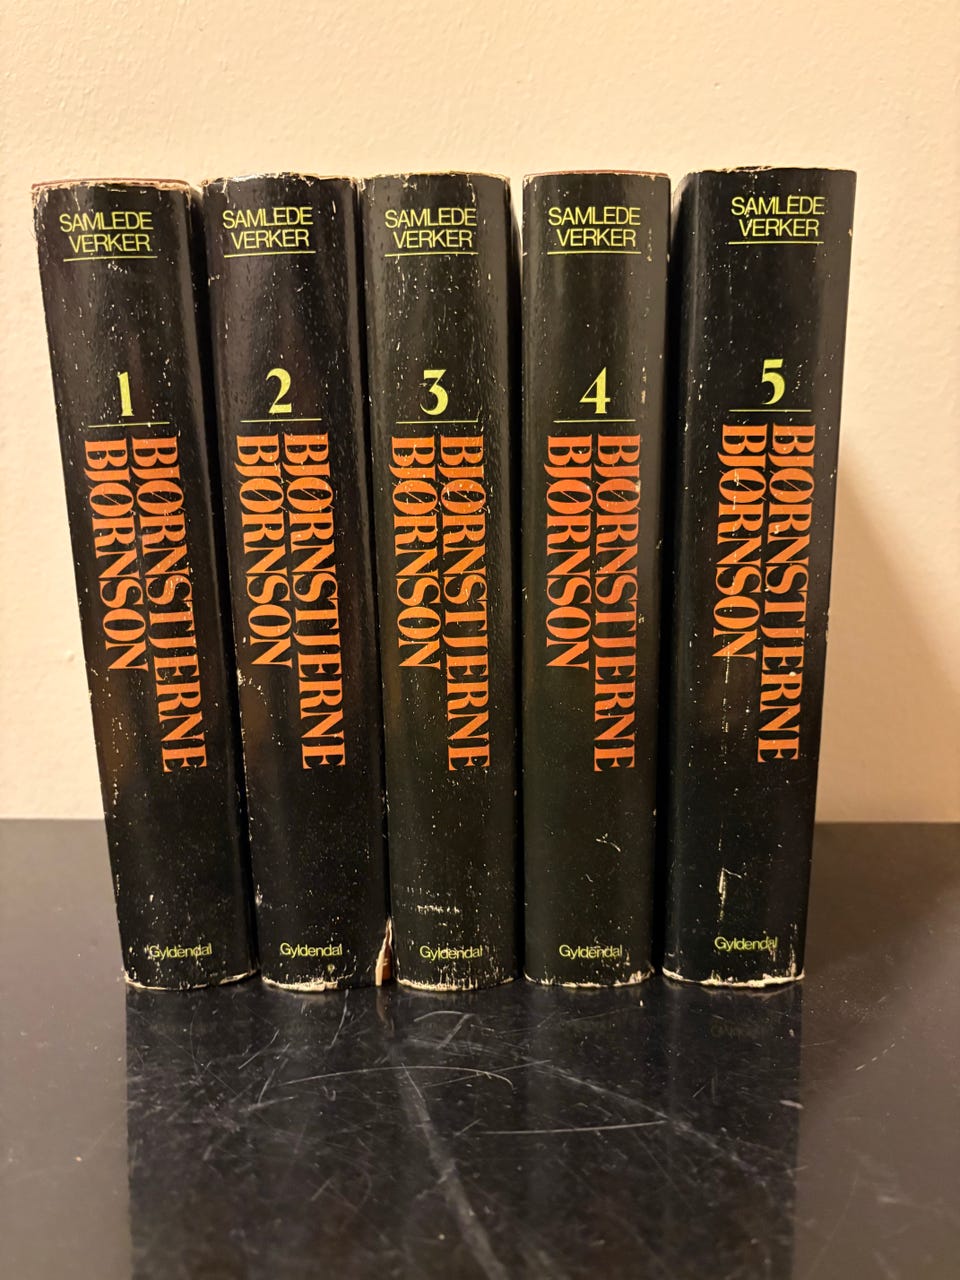 SAMLEDE
VERKER
1
BJØRNSTJERNE
BJØRNSON
Gyldendal
SAMLEDE
VERKER
2
BJØRNSTJERNE
BJØRNSON
Gyldendal
SAMLEDE
VERKER
3
BJØRNSTJERNE
BJØRNSON
Gyldendal
SAMLEDE
VERKER
4
BJØRNSTJERNE
BJØRNSON
Gyldendal
SAMLEDE
VERKER
5
BJØRNSTJERNE
BJØRNSON
Gyldendal